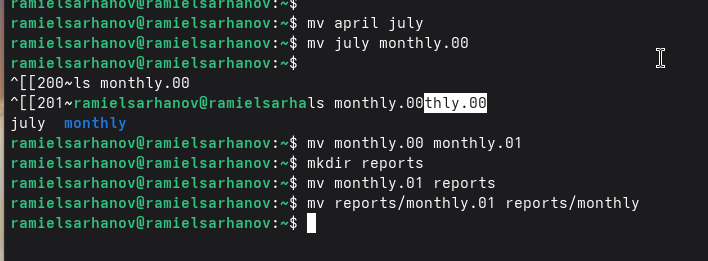 ramielsarhanov@ramielsarhanov:~$
ramielsarhanov@ramielsarhanov:~$ mv april july
ramielsarhanov@ramielsarhanov:~$ mv july monthly.00
ramielsarhanov@ramielsarhanov:~$
^[[200~ls monthly.00
^[[201~ramielsarhanov@ramielsarhals monthly.00thly.00
july  monthly
ramielsarhanov@ramielsarhanov:~$ mv monthly.00 monthly.01
ramielsarhanov@ramielsarhanov:~$ mkdir reports
ramielsarhanov@ramielsarhanov:~$ mv monthly.01 reports
ramielsarhanov@ramielsarhanov:~$ mv reports/monthly.01 reports/monthly
ramielsarhanov@ramielsarhanov:~$